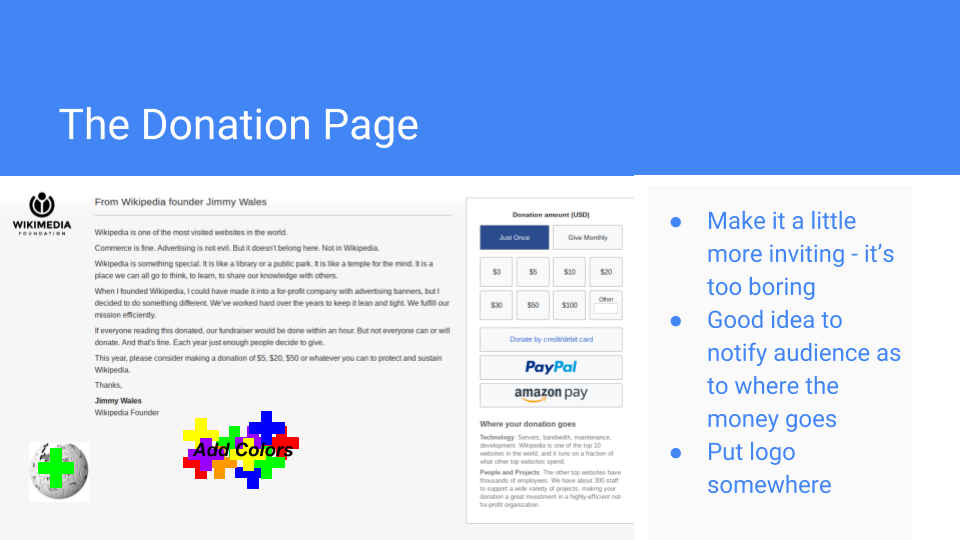 The Donation Page
WIKIMEDIA
FOUNDATION
From Wikipedia founder Jimmy Wales
Wikipedia is one of the most visited websites in the world.
Commerce is fine. Advertising is not evil. But it doesn't belong here. Not in Wikipedia.
Wikipedia is something special. It is like a library or a public park. It is like a temple for the mind. It is a
place we can all go to think, to learn, to share our knowledge with others.
When I founded Wikipedia, I could have made it into a for-profit company with advertising banners, but I
decided to do something different. We've worked hard over the years to keep it lean and tight. We fulfill our
mission efficiently.
If everyone reading this donated, our fundraiser would be done within an hour. But not everyone can or will
donate. And that's fine. Each year just enough people decide to give.
This year, please consider making a donation of $5, $20, $50 or whatever you can to protect and sustain
Wikipedia.
Thanks,
Jimmy Wales
Wikipedia Founder
Add Colors
Donation amount (USD)
Just Once Give Monthly
$3 $5 $10 $20
$30 $50 $100 Other
Donate by credit/debit card
PayPal
amazon pay
Where your donation goes
Technology: Servers, bandwidth, maintenance,
development. Wikipedia is one of the top 10
websites in the world, and it runs on a fraction of
what other top websites spend.
People and Projects: The other top websites have
thousands of employees. We have about 300 staff
to support a wide variety of projects, making your
donation a great investment in a highly-efficient not-
for-profit organization.
● Make it a little
more inviting - it's
too boring
● Good idea to
notify audience as
to where the
money goes
● Put logo
somewhere